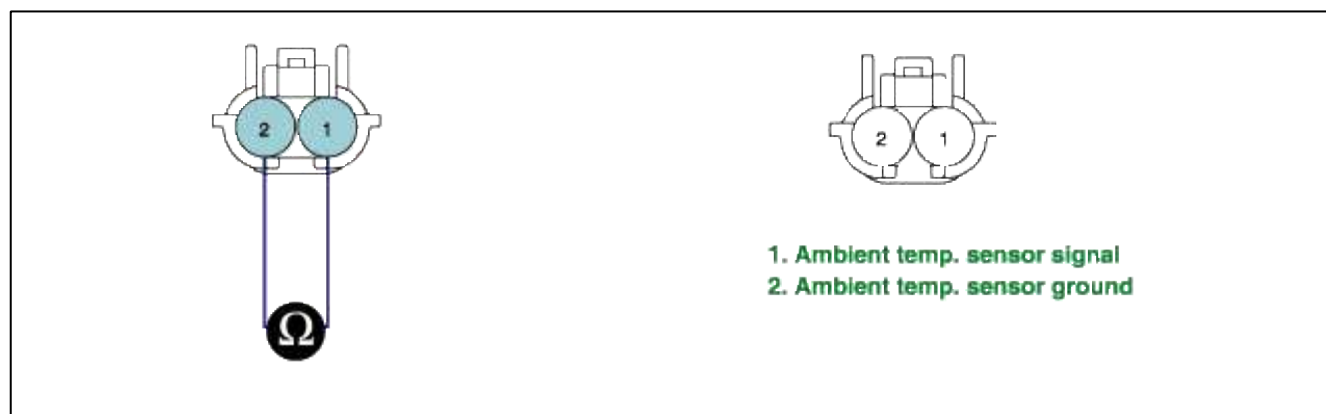 2 1
Ω
2 1
1. Ambient temp. sensor signal
2. Ambient temp. sensor ground